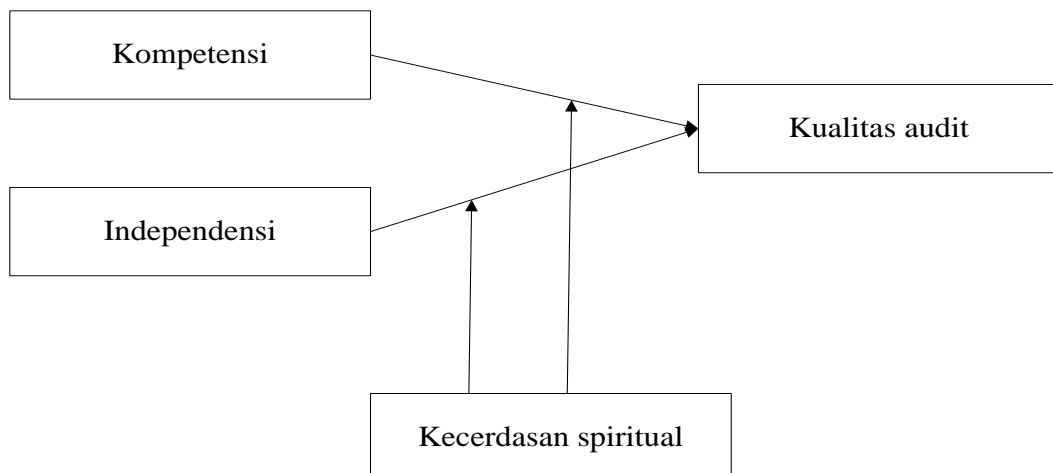 Kompetensi
Kualitas audit
Independensi
Kecerdasan spiritual